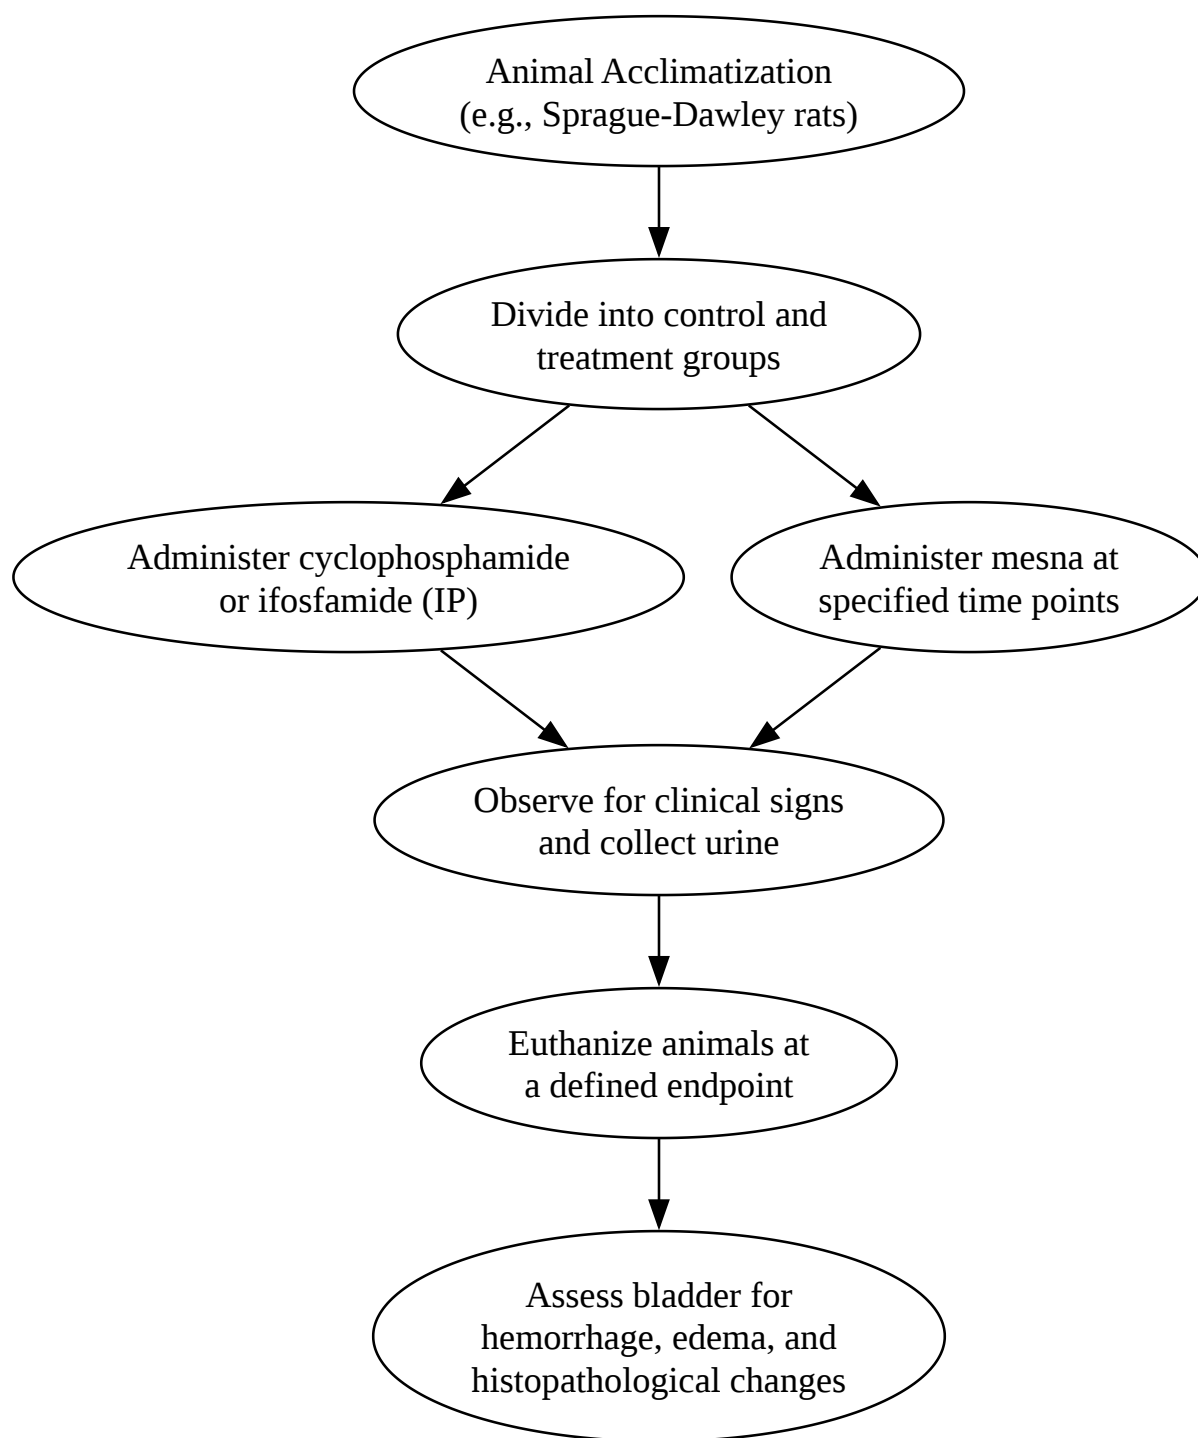 Animal Acclimatization
(e.g., Sprague-Dawley rats)
Divide into control and
treatment groups
Administer cyclophosphamide
or ifosfamide (IP)
Administer mesna at
specified time points
Observe for clinical signs
and collect urine
Euthanize animals at
a defined endpoint
Assess bladder for
hemorrhage, edema, and
histopathological changes